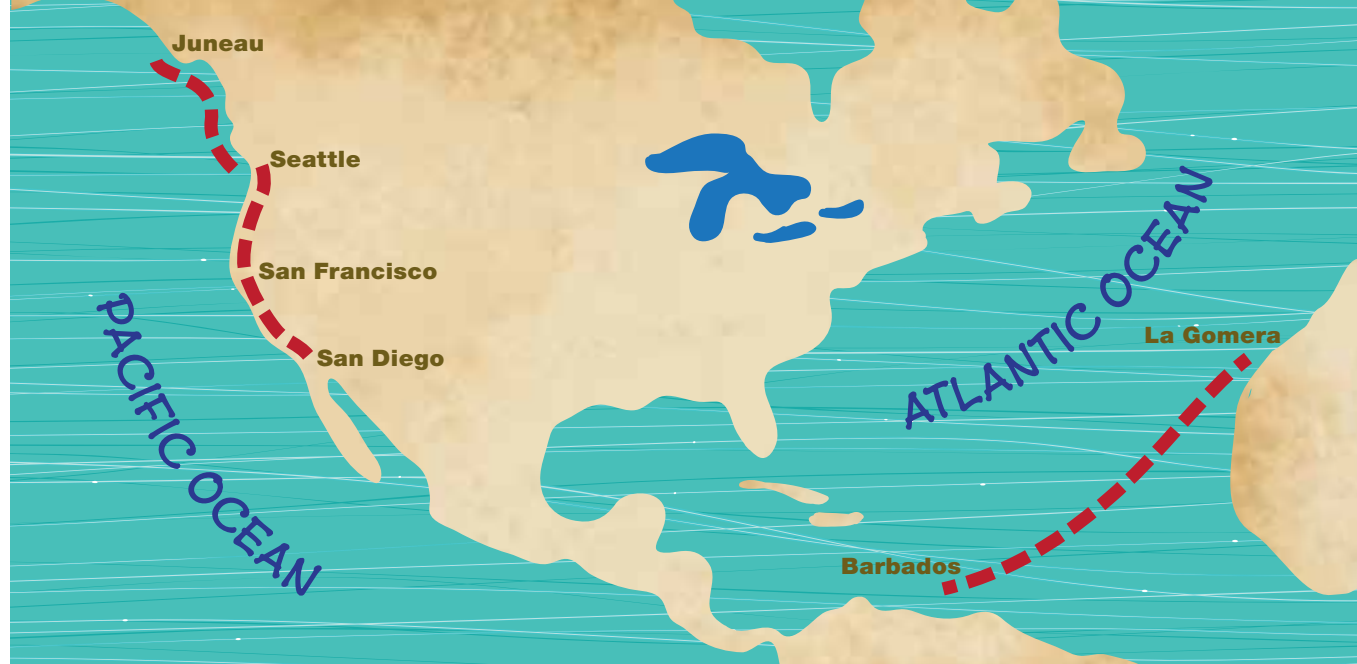 Juneau
Seattle
San Francisco
San Diego
PACIFIC OCEAN
ATLANTIC OCEAN
La Gomera
Barbados